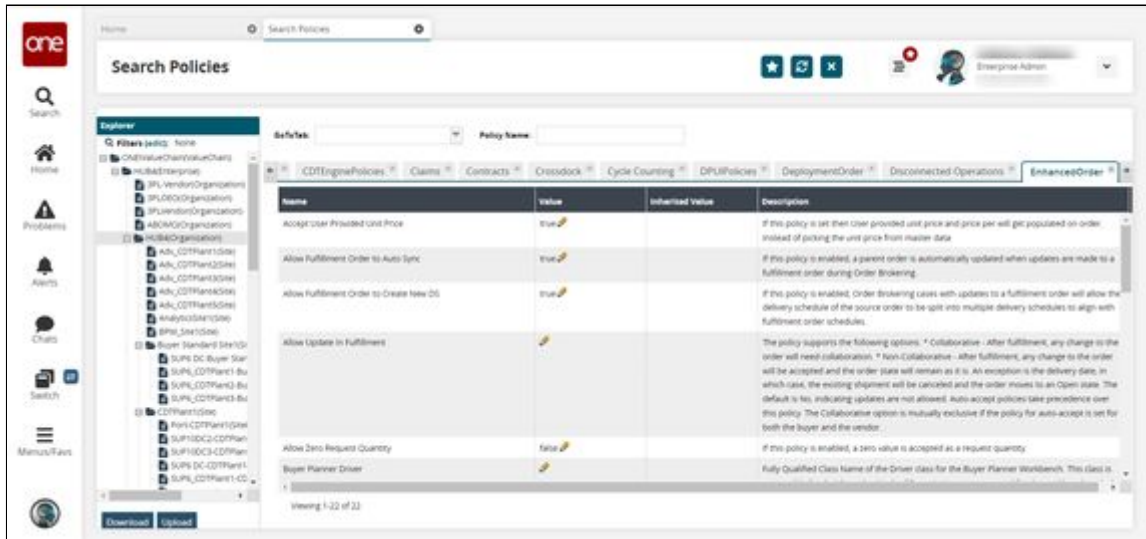 one
Home
Search Policies
Search Policies
Enterprise Admin
Search
Home
Problems
Alerts
Chats
Switch
Menus/Favs
Explorer
Filters (edit): None
ONEValueChain(ValueChain)
HUB4(Enterprise)
3PL-Vendor(Organization)
3PLOEO(Organization)
3PLVendor(Organization)
ABCMO(Organization)
HUB4(Organization)
Adv_CDTPlant1(Site)
Adv_CDTPlant2(Site)
Adv_CDTPlant3(Site)
Adv_CDTPlant4(Site)
Adv_CDTPlant5(Site)
Analytics5Site1(Site)
BPM_Site1(Site)
Buyer Standard Site1(Si
SUP6 DC-Buyer Stan
SUP6_CDTPlant1-Bu
SUP6_CDTPlant2-Bu
SUP6_CDTPlant3-Bu
CDTPlant1(Site)
Port-CDTPlant1(Site)
SUP10DC2-CDTPlan
SUP10DC3-CDTPlan
SUP6 DC-CDTPlant1
SUP6_CDTPlant1-CD
Download Upload
GoToTab: Policy Name:
CDTEnginePolicies Claims Contracts Crossdock Cycle Counting DPUIPolicies DeploymentOrder Disconnected Operations EnhancedOrder
Name Value Inherited Value Description
Accept User Provided Unit Price true If this policy is set then User provided unit price and price per will get populated on order
instead of picking the unit price from master data
Allow Fulfillment Order to Auto Sync true If this policy is enabled, a parent order is automatically updated when updates are made to a
fulfillment order during Order Brokering.
Allow Fulfillment Order to Create New DS true If this policy is enabled, Order Brokering cases with updates to a fulfillment order will allow the
delivery schedule of the source order to be split into multiple delivery schedules to align with
fulfillment order schedules.
Allow Update In Fulfillment The policy supports the following options: * Collaborative - After fulfillment, any change to the
order will need collaboration. * Non-Collaborative - After fulfillment, any change to the order
will be accepted and the order state will remain as it is. An exception is the delivery date, in
which case, the existing shipment will be canceled and the order moves to an Open state. The
default is No, indicating updates are not allowed. Auto-accept policies take precedence over
this policy. The Collaborative option is mutually exclusive if the policy for auto-accept is set for
both the buyer and the vendor.
Allow Zero Request Quantity false If this policy is enabled, a zero value is accepted as a request quantity
Buyer Planner Driver Fully Qualified Class Name of the Driver class for the Buyer Planner Workbench. This class is
Viewing 1-22 of 22